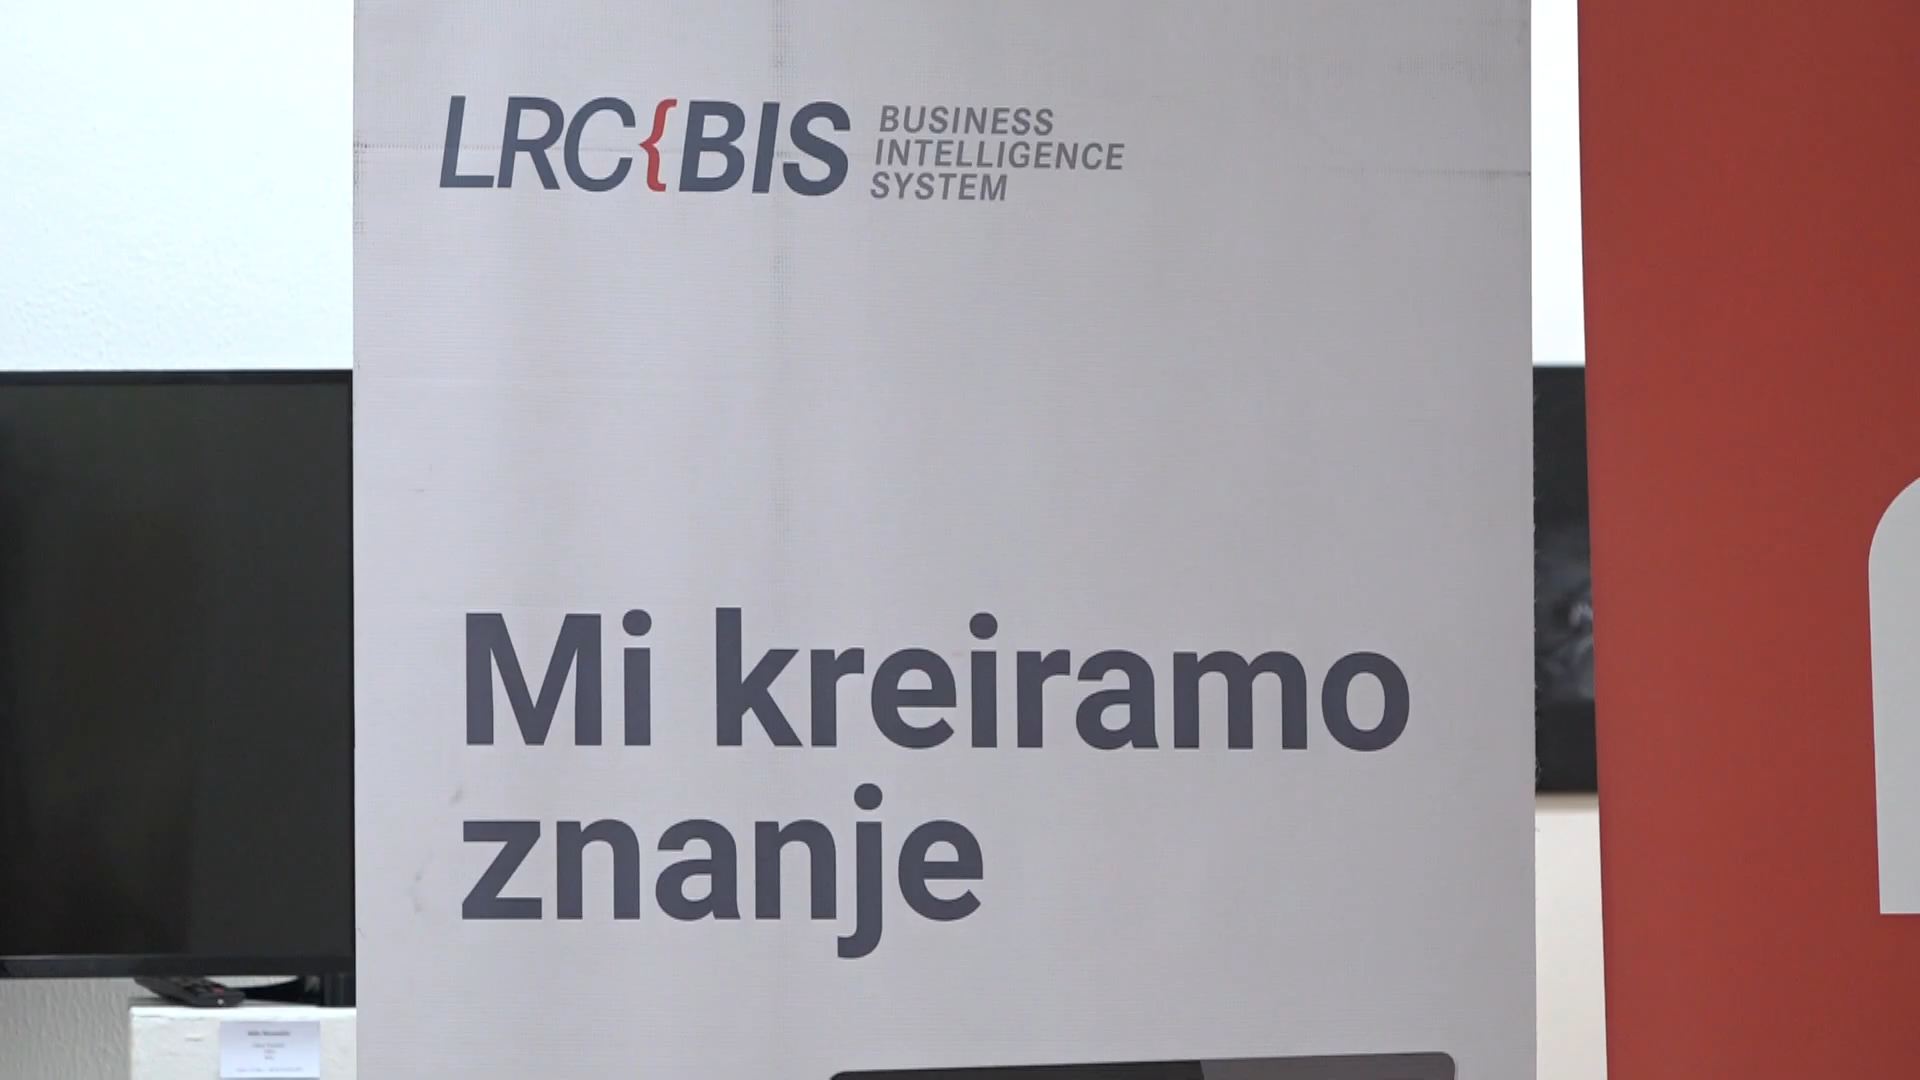 LRC{BIS
BUSINESS
INTELLIGENCE
SYSTEM
Mi kreiramo
znanje